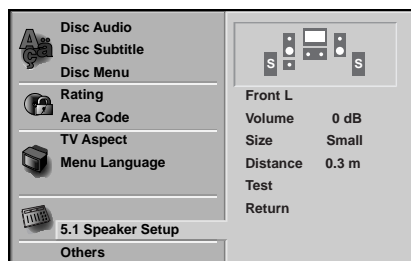 Disc Audio
Disc Subtitle
Disc Menu
Rating
Area Code
TV Aspect
Menu Language
5.1 Speaker Setup
Others
S S
Front L
Volume 0 dB
Size Small
Distance 0.3 m
Test
Return